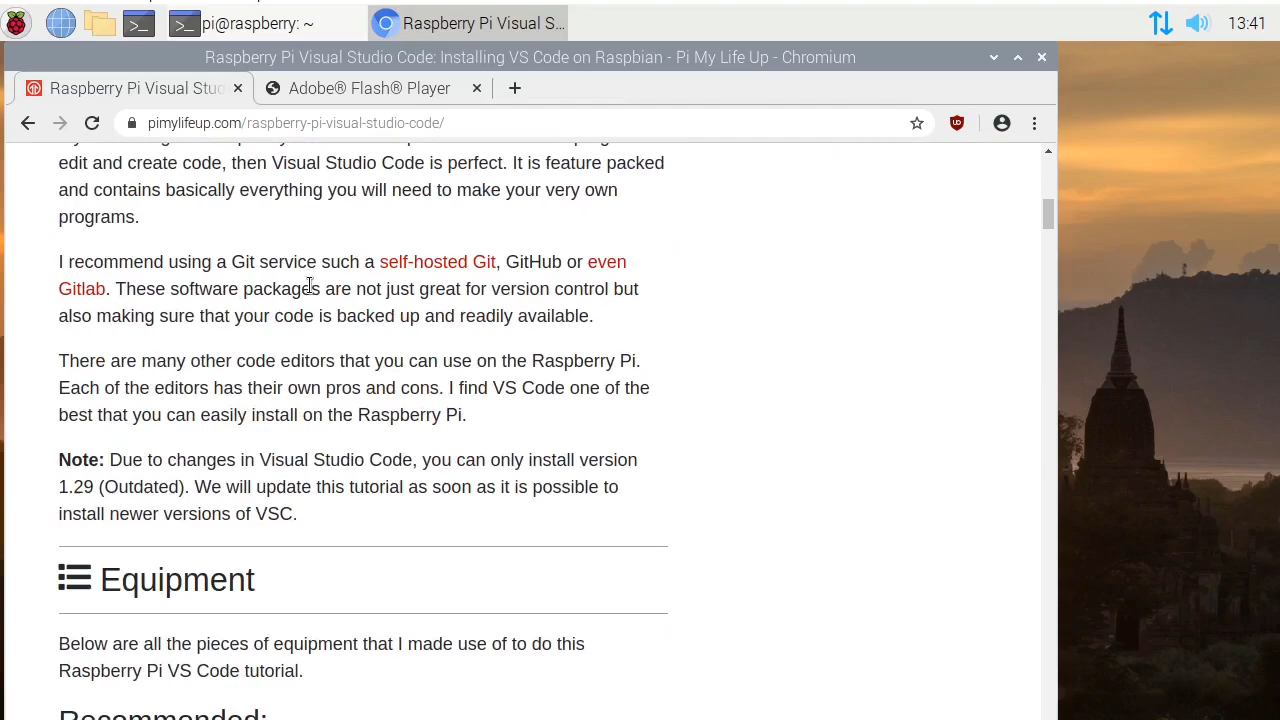 pi@raspberry: ~
Raspberry Pi Visual S...
13:41
Raspberry Pi Visual Studio Code: Installing VS Code on Raspbian - Pi My Life Up - Chromium
Raspberry Pi Visual Stud
Adobe® Flash® Player
pimylifeup.com/raspberry-pi-visual-studio-code/
edit and create code, then Visual Studio Code is perfect. It is feature packed
and contains basically everything you will need to make your very own
programs.
I recommend using a Git service such a self-hosted Git, GitHub or even
Gitlab. These software packages are not just great for version control but
also making sure that your code is backed up and readily available.
There are many other code editors that you can use on the Raspberry Pi.
Each of the editors has their own pros and cons. I find VS Code one of the
best that you can easily install on the Raspberry Pi.
Note: Due to changes in Visual Studio Code, you can only install version
1.29 (Outdated). We will update this tutorial as soon as it is possible to
install newer versions of VSC.
Equipment
Below are all the pieces of equipment that I made use of to do this
Raspberry Pi VS Code tutorial.
Recommended: